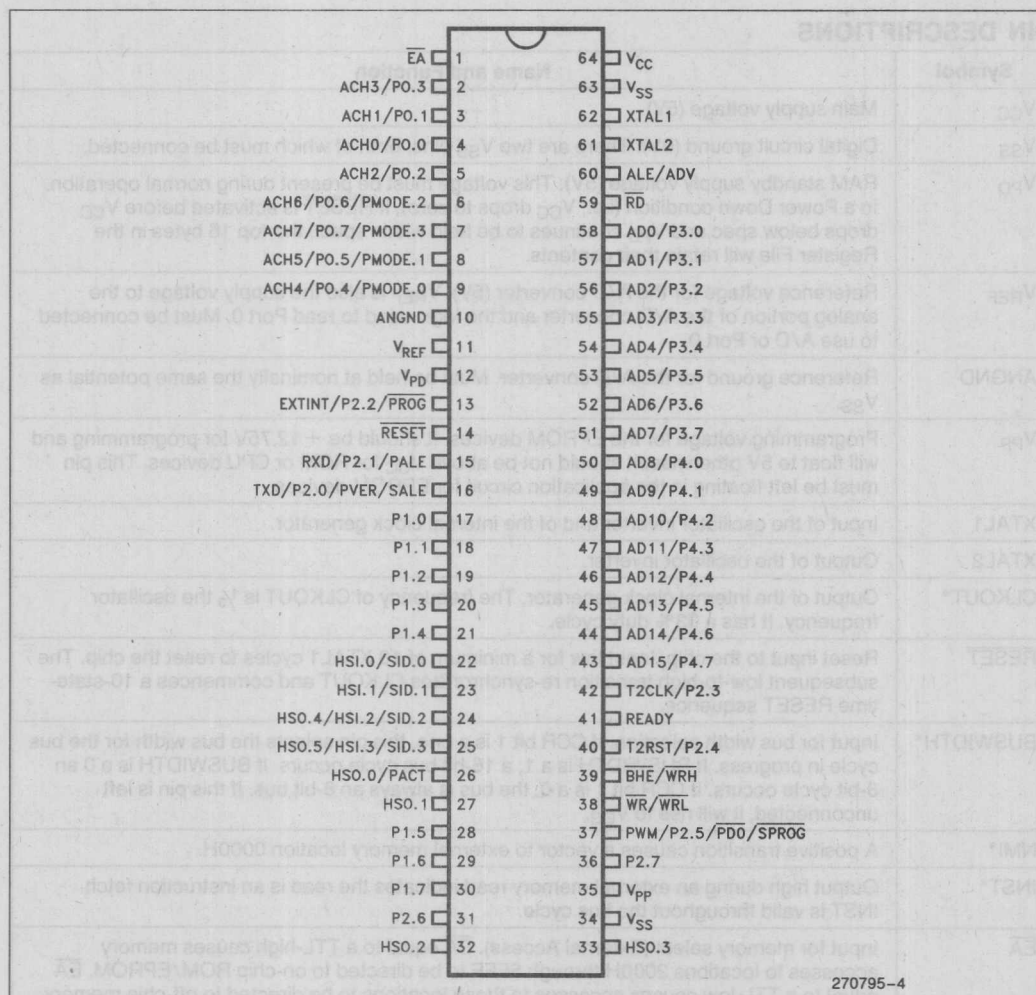 EA 1 64 VCC
ACH3/P0.3 2 63 VSS
ACH1/P0.1 3 62 XTAL1
ACH0/P0.0 4 61 XTAL2
ACH2/P0.2 5 60 ALE/ADV
ACH6/P0.6/PMODE.2 6 59 RD
ACH7/P0.7/PMODE.3 7 58 AD0/P3.0
ACH5/P0.5/PMODE.1 8 57 AD1/P3.1
ACH4/P0.4/PMODE.0 9 56 AD2/P3.2
ANGND 10 55 AD3/P3.3
VREF 11 54 AD4/P3.4
VPD 12 53 AD5/P3.5
EXTINT/P2.2/PROG 13 52 AD6/P3.6
RESET 14 51 AD7/P3.7
RXD/P2.1/PALE 15 50 AD8/P4.0
TXD/P2.0/PVER/SALE 16 49 AD9/P4.1
P1.0 17 48 AD10/P4.2
P1.1 18 47 AD11/P4.3
P1.2 19 46 AD12/P4.4
P1.3 20 45 AD13/P4.5
P1.4 21 44 AD14/P4.6
HSI.0/SID.0 22 43 AD15/P4.7
HSI.1/SID.1 23 42 T2CLK/P2.3
HSO.4/HSI.2/SID.2 24 41 READY
HSO.5/HSI.3/SID.3 25 40 T2RST/P2.4
HSO.0/PACT 26 39 BHE/WRH
HSO.1 27 38 WR/WRL
P1.5 28 37 PWM/P2.5/PDO/SPROG
P1.6 29 36 P2.7
P1.7 30 35 VPP
P2.6 31 34 VSS
HSO.2 32 33 HSO.3
270795-4